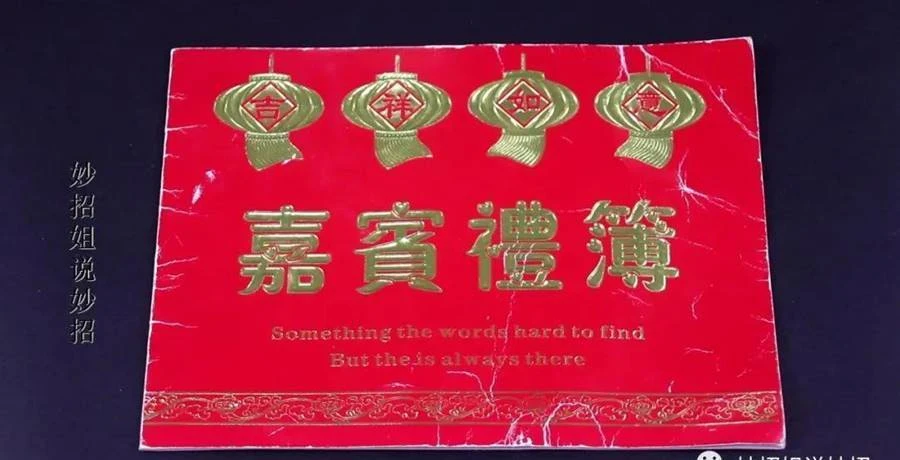 吉祥如意
嘉賓禮簿
Something the words hard to find
But the is always there
妙招姐说妙招